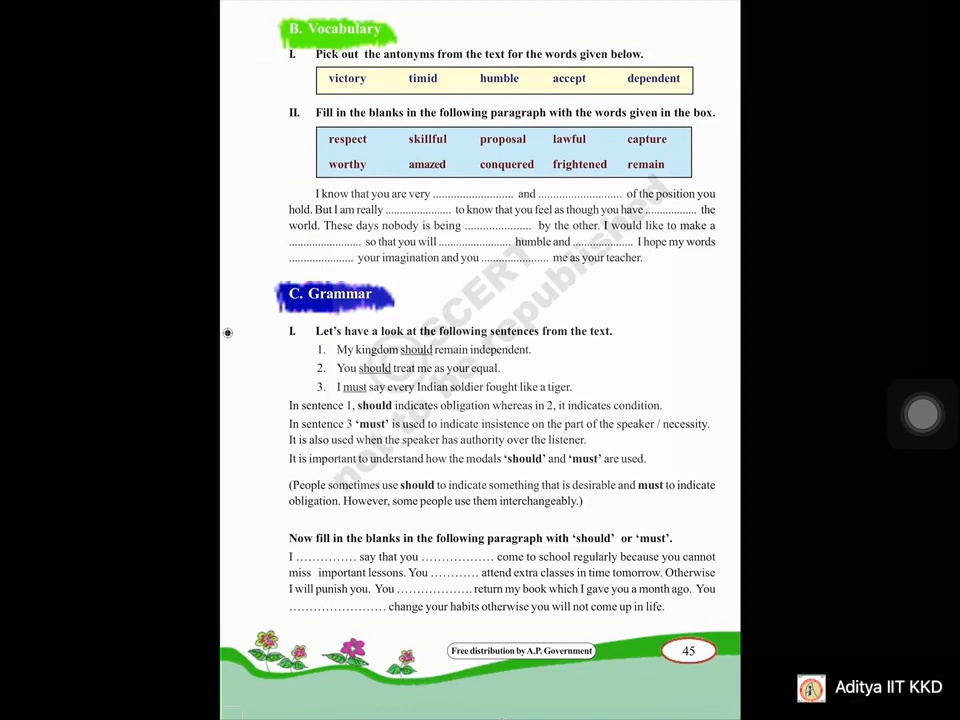 B. Vocabulary
I. Pick out the antonyms from the text for the words given below.
victory timid humble accept dependent
II. Fill in the blanks in the following paragraph with the words given in the box.
respect skillful proposal lawful capture
worthy amazed conquered frightened remain
I know that you are very ........................... and ............................ of the position you
hold. But I am really ...................... to know that you feel as though you have ................. the
world. These days nobody is being ...................... by the other. I would like to make a
........................ so that you will ........................ humble and .................... I hope my words
...................... your imagination and you ....................... me as your teacher.
C. Grammar
I. Let's have a look at the following sentences from the text.
1. My kingdom should remain independent.
2. You should treat me as your equal.
3. I must say every Indian soldier fought like a tiger.
In sentence 1, should indicates obligation whereas in 2, it indicates condition.
In sentence 3 'must' is used to indicate insistence on the part of the speaker / necessity.
It is also used when the speaker has authority over the listener.
It is important to understand how the modals 'should' and 'must' are used.
(People sometimes use should to indicate something that is desirable and must to indicate
obligation. However, some people use them interchangeably.)
Now fill in the blanks in the following paragraph with 'should' or 'must'.
I …………… say that you ……………… come to school regularly because you cannot
miss important lessons. You ………… attend extra classes in time tomorrow. Otherwise
I will punish you. You ………………. return my book which I gave you a month ago. You
…………………… change your habits otherwise you will not come up in life.
©SCERT
not to be republished
Free distribution by A.P. Government
45
Aditya IIT KKD